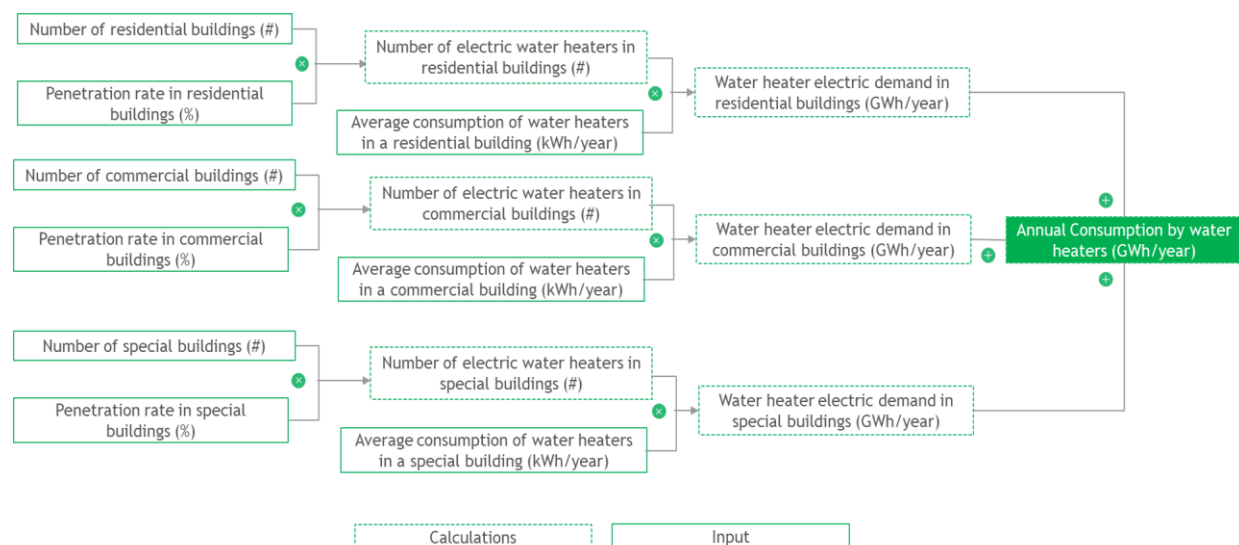 Number of residential buildings (#)
Penetration rate in residential
buildings (%)
Number of electric water heaters in
residential buildings (#)
Average consumption of water heaters
in a residential building (kWh/year)
Water heater electric demand in
residential buildings (GWh/year)
Number of commercial buildings (#)
Penetration rate in commercial
buildings (%)
Number of electric water heaters in
commercial buildings (#)
Average consumption of water heaters
in a commercial building (kWh/year)
Water heater electric demand in
commercial buildings (GWh/year)
Annual Consumption by water
heaters (GWh/year)
Number of special buildings (#)
Penetration rate in special
buildings (%)
Number of electric water heaters in
special buildings (#)
Average consumption of water heaters
in a special building (kWh/year)
Water heater electric demand in
special buildings (GWh/year)
Calculations
Input